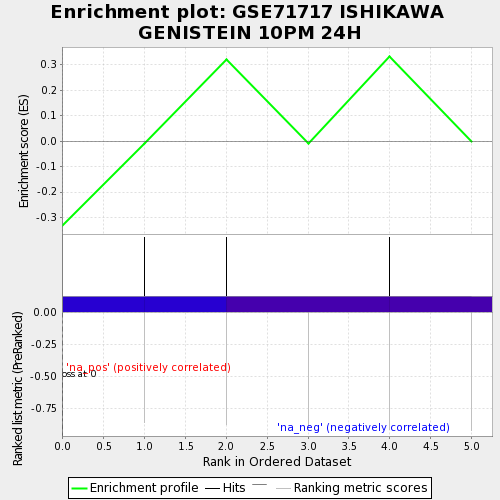 Enrichment plot: GSE71717 ISHIKAWA
GENISTEIN 10PM 24H
Enrichment score (ES)
0.3
0.2
0.1
0.0
-0.1
-0.2
-0.3
Ranked list metric (PreRanked)
0.00
-0.25
-0.50
-0.75
'na_pos' (positively correlated)
oss at 0
'na_neg' (negatively correlated)
0.0 0.5 1.0 1.5 2.0 2.5 3.0 3.5 4.0 4.5 5.0
Rank in Ordered Dataset
Enrichment profile Hits Ranking metric scores